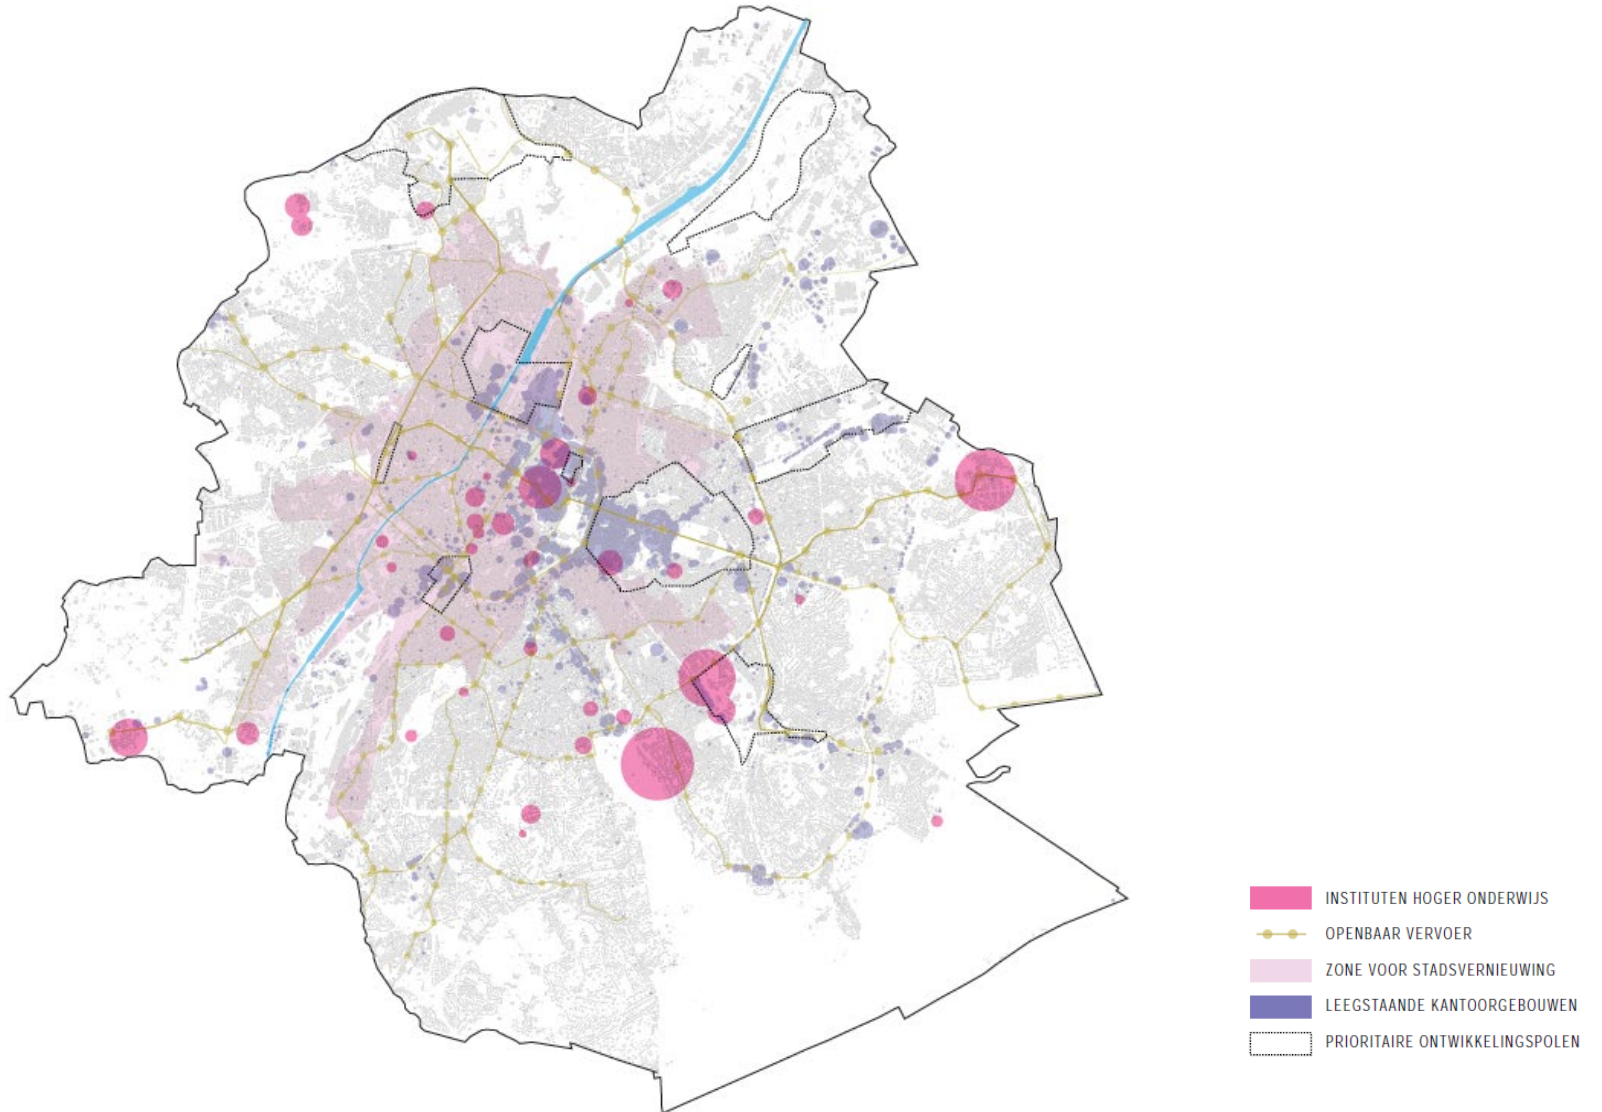 INSTITUTEN HOGER ONDERWIJS
OPENBAAR VERVOER
ZONE VOOR STADSVERNIEUWING
LEEGSTAANDE KANTOORGEBOUWEN
PRIORITAIRE ONTWIKKELINGSPOLEN